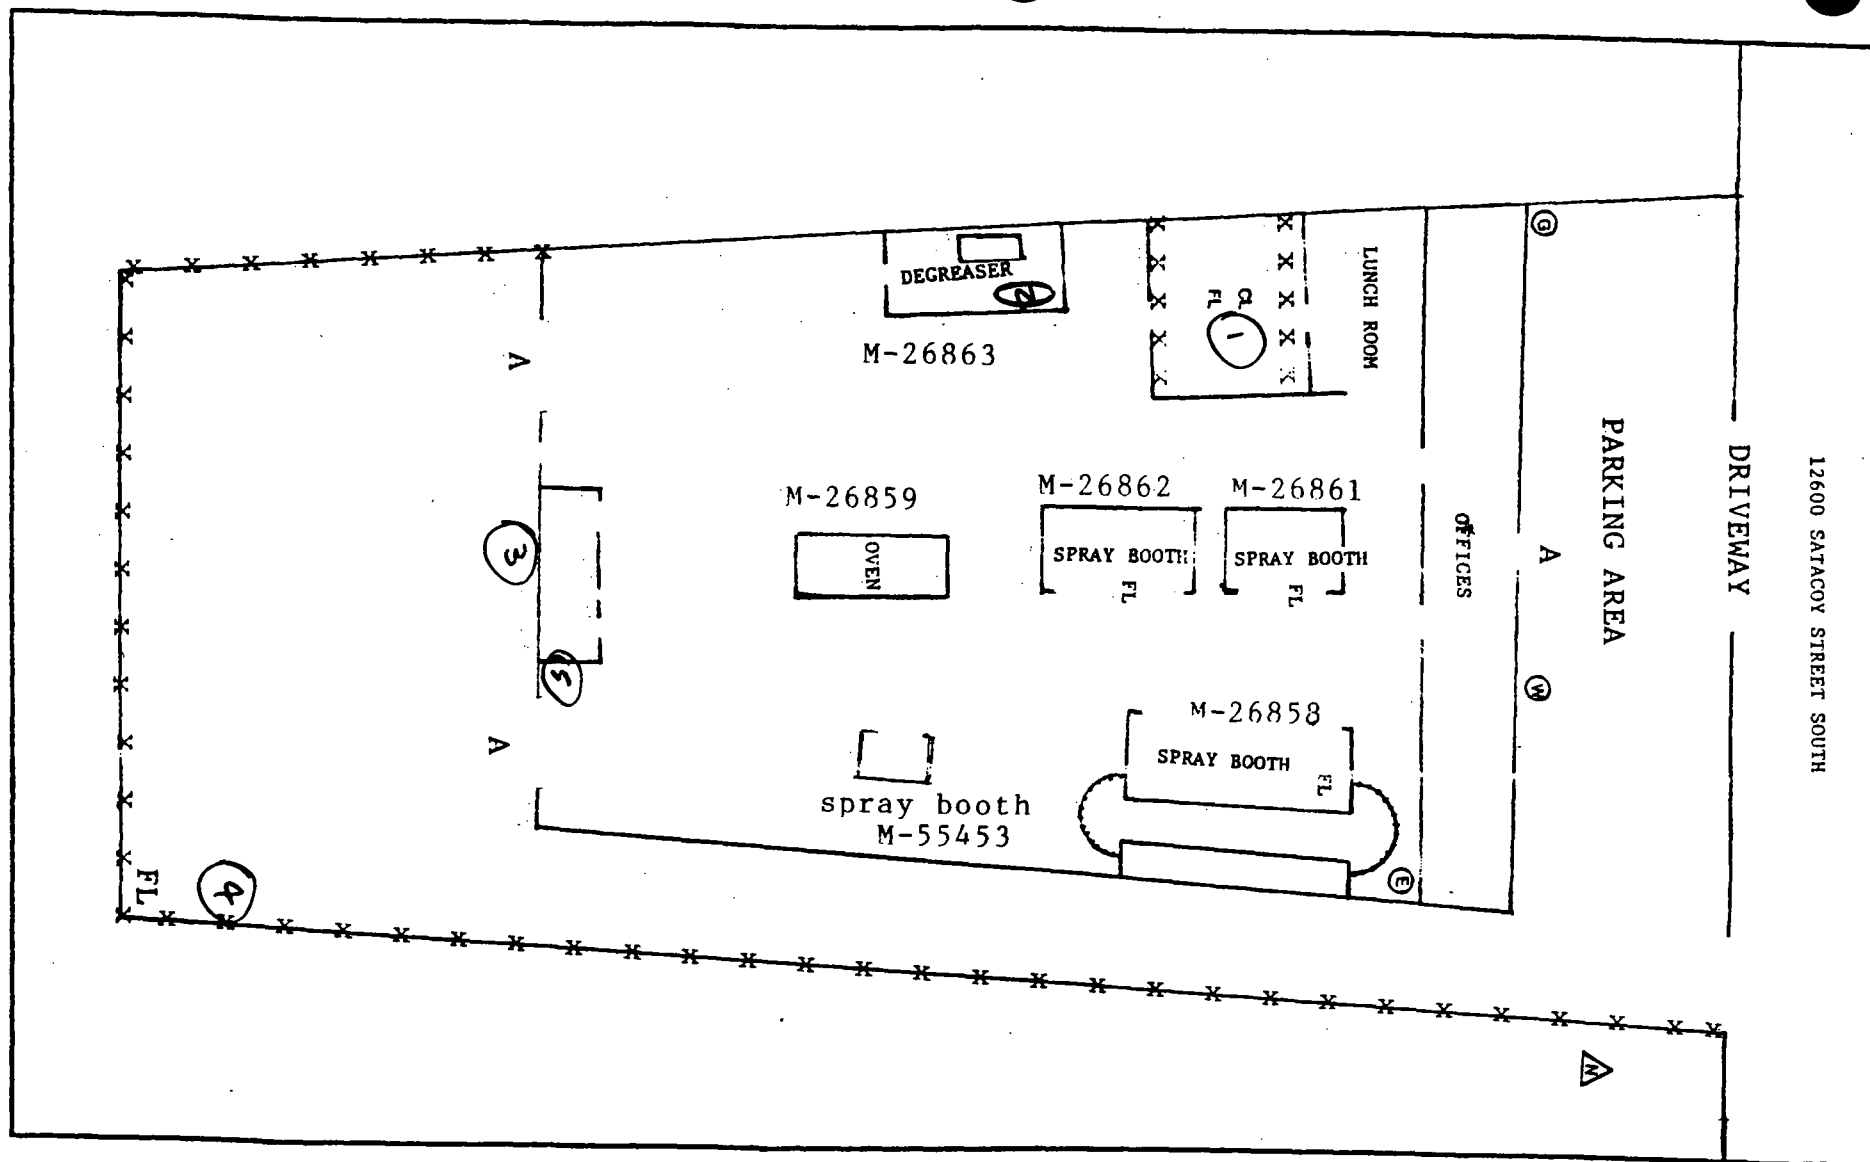 G
LUNCH ROOM
CL
FL
1
DEGREASER
2
M-26863
A
PARKING AREA
DRIVEWAY
12600 SATACOY STREET SOUTH
M-26859
M-26862
M-26861
OVEN
SPRAY BOOTH
FL
SPRAY BOOTH
FL
OFFICES
A
3
5
W
A
M-26858
SPRAY BOOTH
FL
spray booth
M-55453
E
FL
4
N
X X X X X X X X
X X X X X X X X X X X X
X X X X X X X X X X X X X X X X X X X X X X X X X X X X X
X X X X X
X X X X X